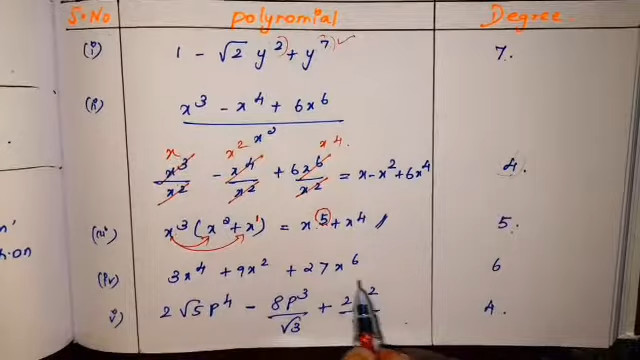 S.No Polynomial Degree
(i) 1 - √2 y² + y⁷ ✓ 7.
(ii) x³ - x⁴ + 6x⁶ / x²
x³/x² - x⁴/x² + 6x⁶/x² = x - x² + 6x⁴ 4.
x x² x⁴.
(iii) x³(x² + x¹) = x⁵ + x⁴ // 5.
(iv) 3x⁴ + 9x² + 27x⁶ 6
v) 2√5p⁴ - 8p³/√3 + 4.